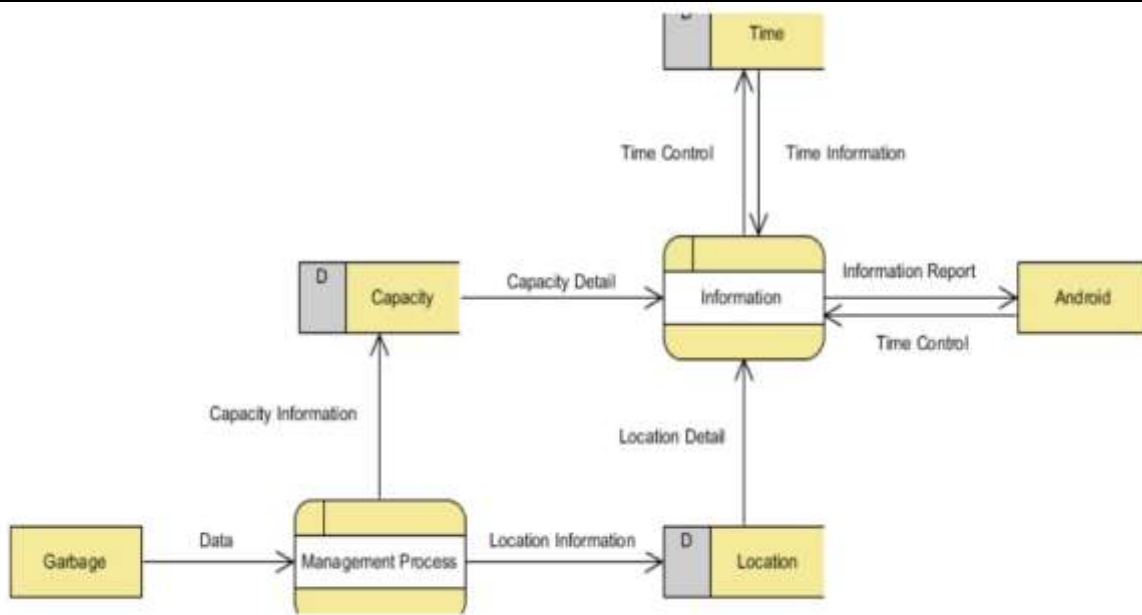 D
Time
Time Control
Time Information
D
Capacity
Capacity Detail
Information
Information Report
Android
Time Control
Capacity Information
Location Detail
Garbage
Data
Management Process
Location Information
D
Location